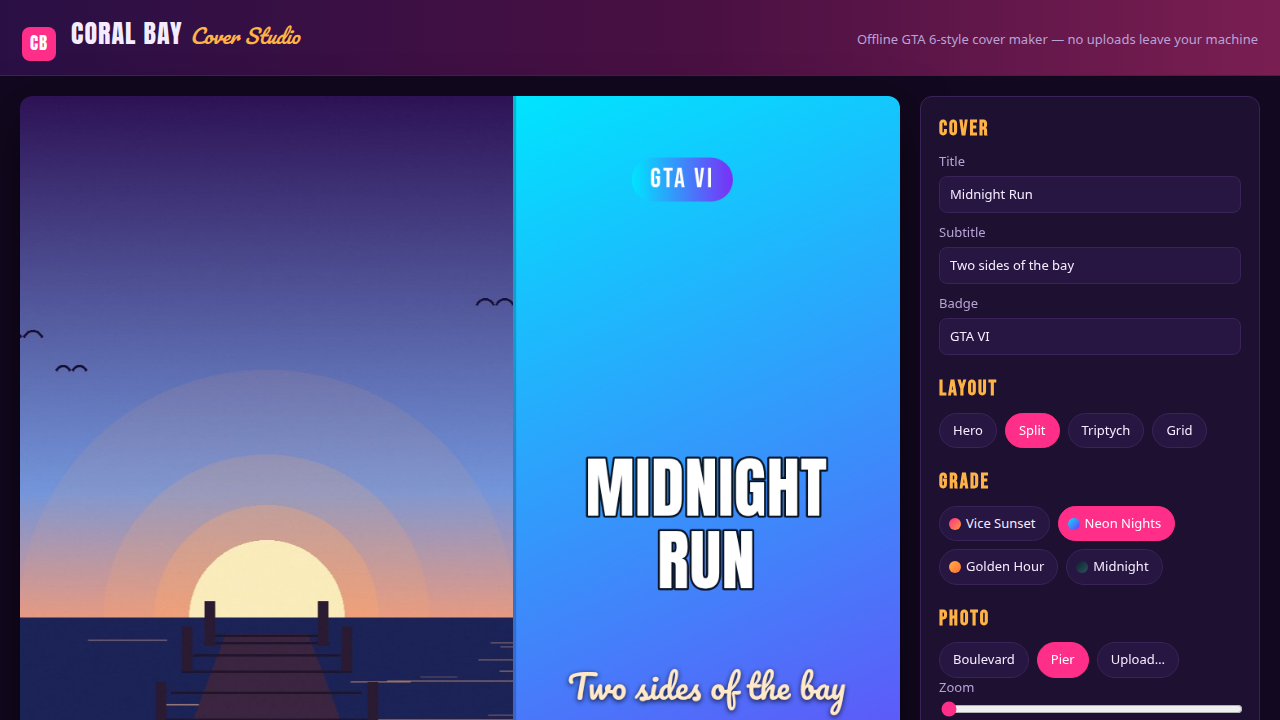 CB
CORAL BAY Cover Studio
Offline GTA 6-style cover maker — no uploads leave your machine
GTA VI
MIDNIGHT
RUN
Two sides of the bay
COVER
Title
Midnight Run
Subtitle
Two sides of the bay
Badge
GTA VI
LAYOUT
Hero Split Triptych Grid
GRADE
Vice Sunset Neon Nights
Golden Hour Midnight
PHOTO
Boulevard Pier Upload…
Zoom